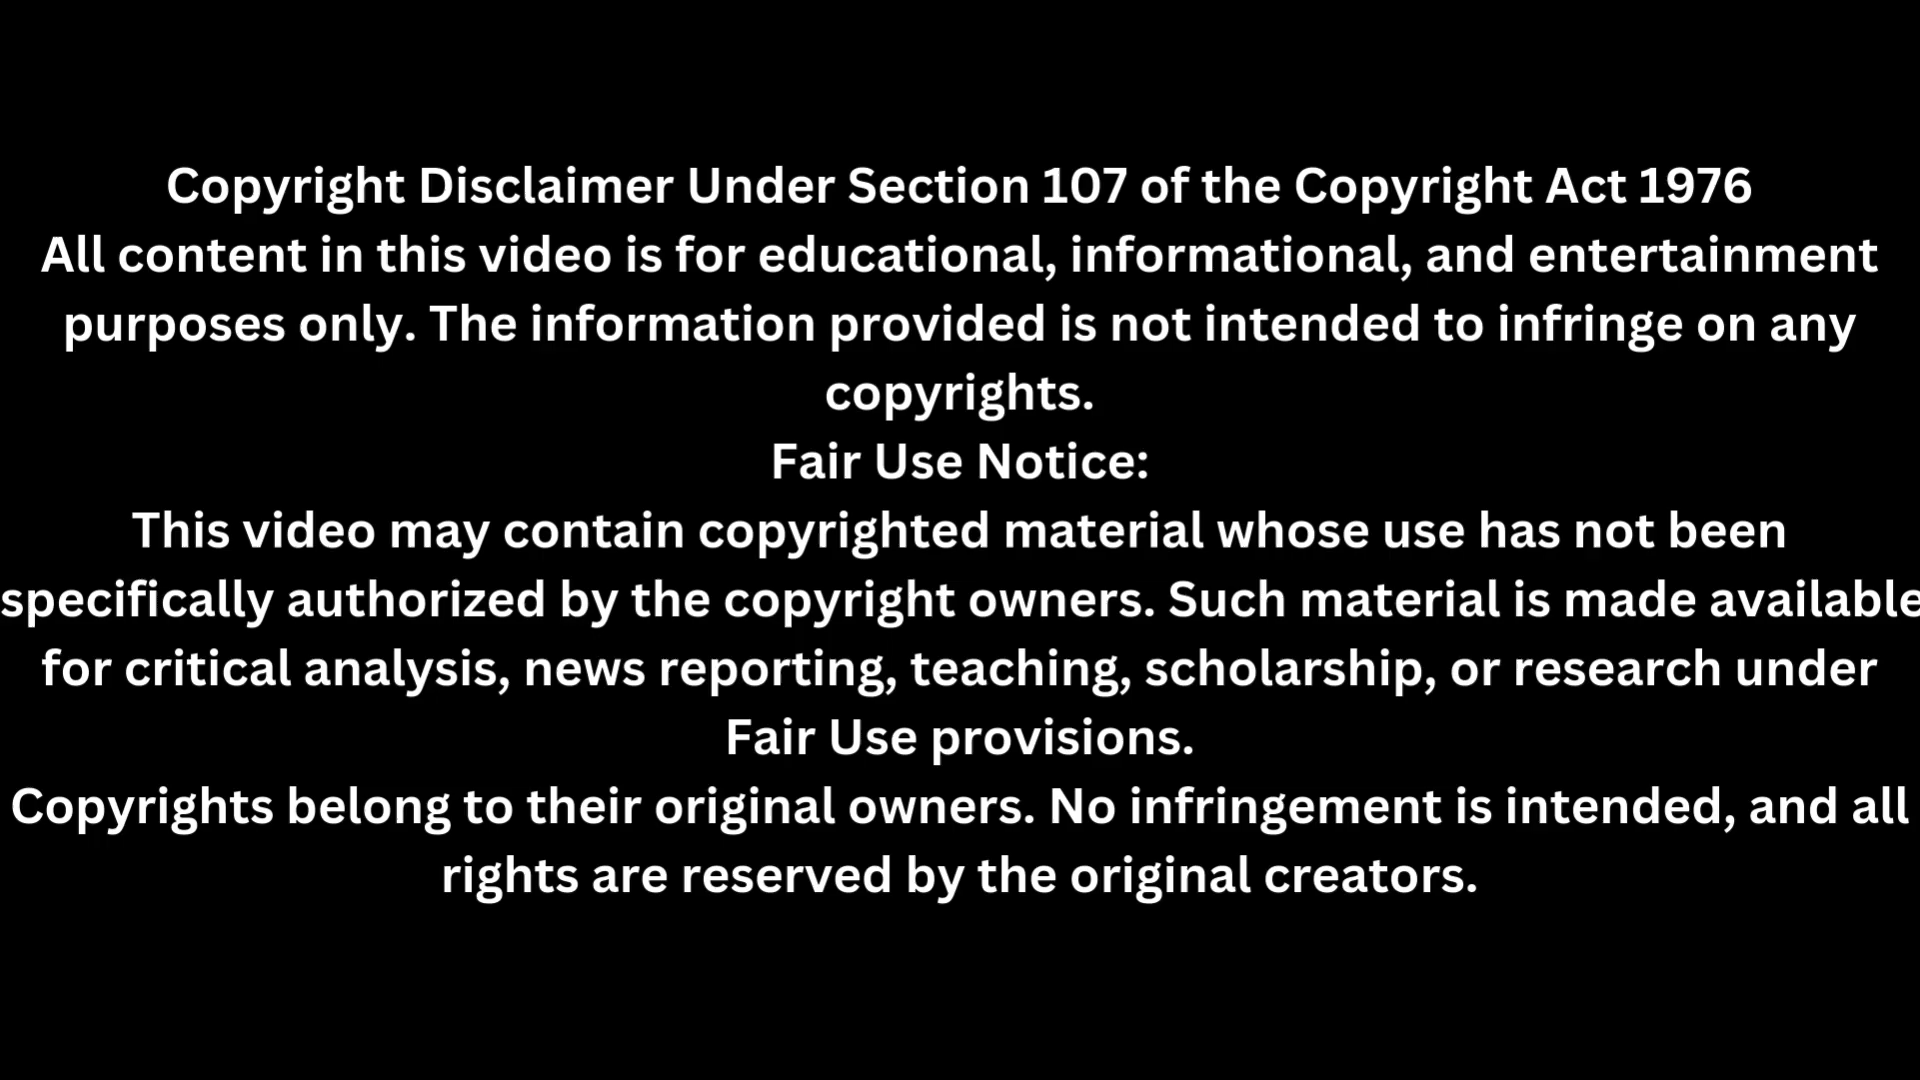 Copyright Disclaimer Under Section 107 of the Copyright Act 1976
All content in this video is for educational, informational, and entertainment
purposes only. The information provided is not intended to infringe on any
copyrights.
Fair Use Notice:
This video may contain copyrighted material whose use has not been
specifically authorized by the copyright owners. Such material is made available
for critical analysis, news reporting, teaching, scholarship, or research under
Fair Use provisions.
Copyrights belong to their original owners. No infringement is intended, and all
rights are reserved by the original creators.